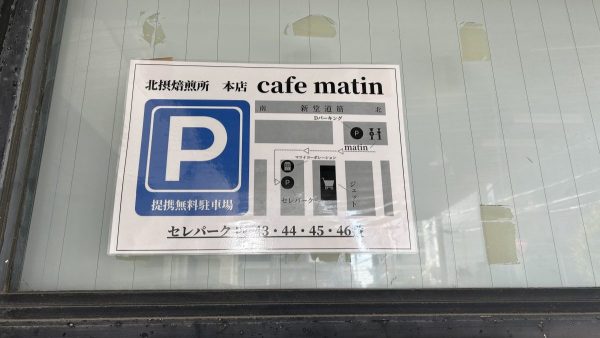 北摂焙煎所 本店 cafe matin
南 新堂道筋 北
Dパーキング
P
P
matin
マツイコーポレーション
P
セレパーク
ジェット
提携無料駐車場
セレパーク 43・44・45・46